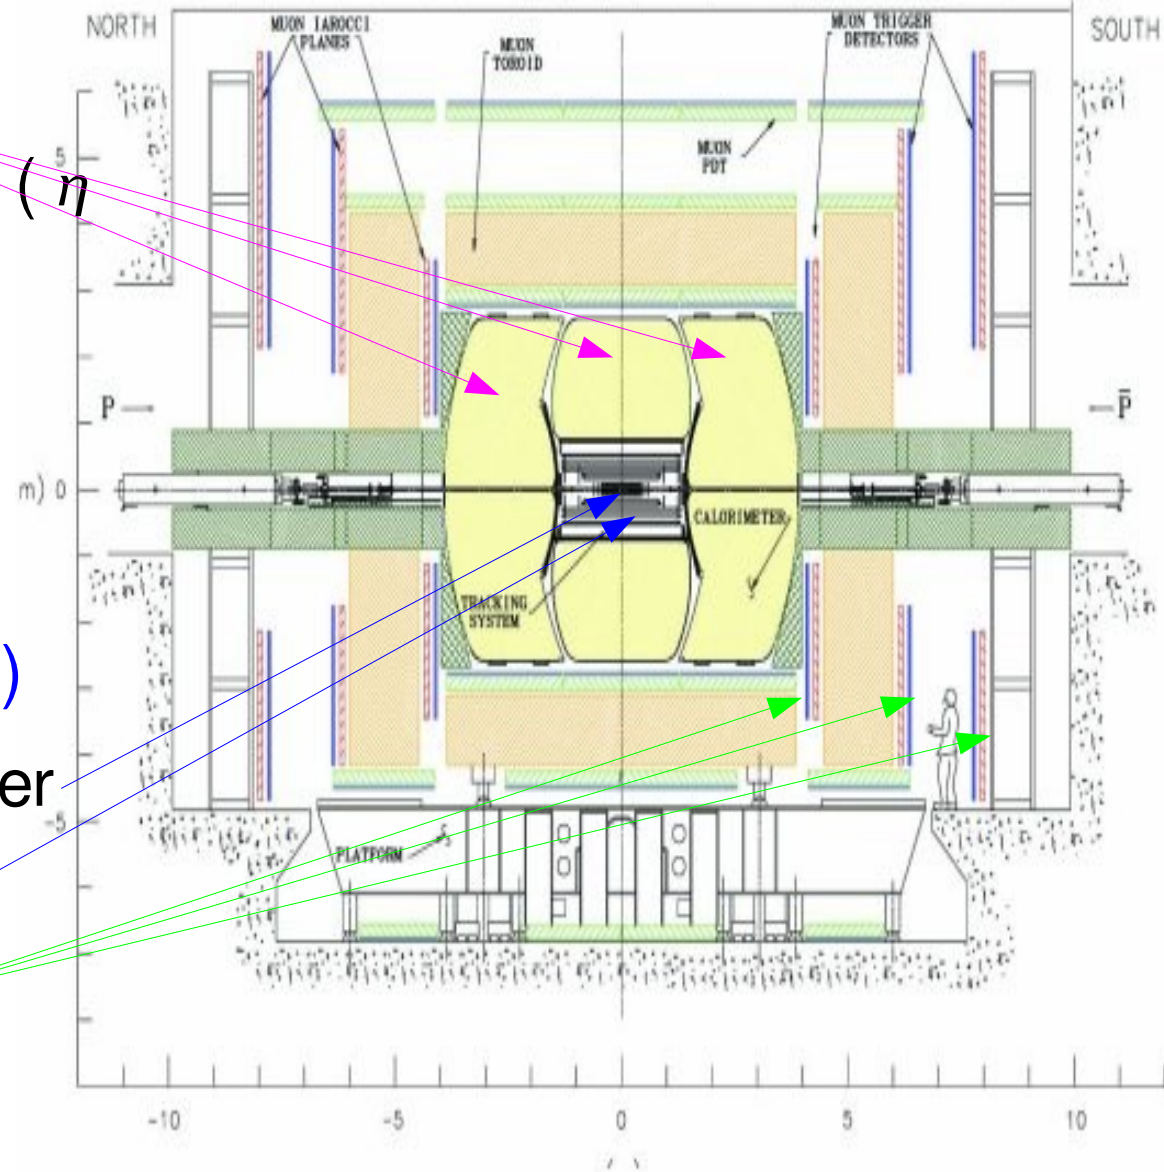 NORTH
MUON IAROCCI
PLANES
MUON
TOROID
MUON TRIGGER
DETECTORS
SOUTH
5
( η
MUON
PDT
P
P̅
m) 0
CALORIMETER
TRACKING
SYSTEM
)
er
-5
PLATFORM
-10 -5 0 5 10